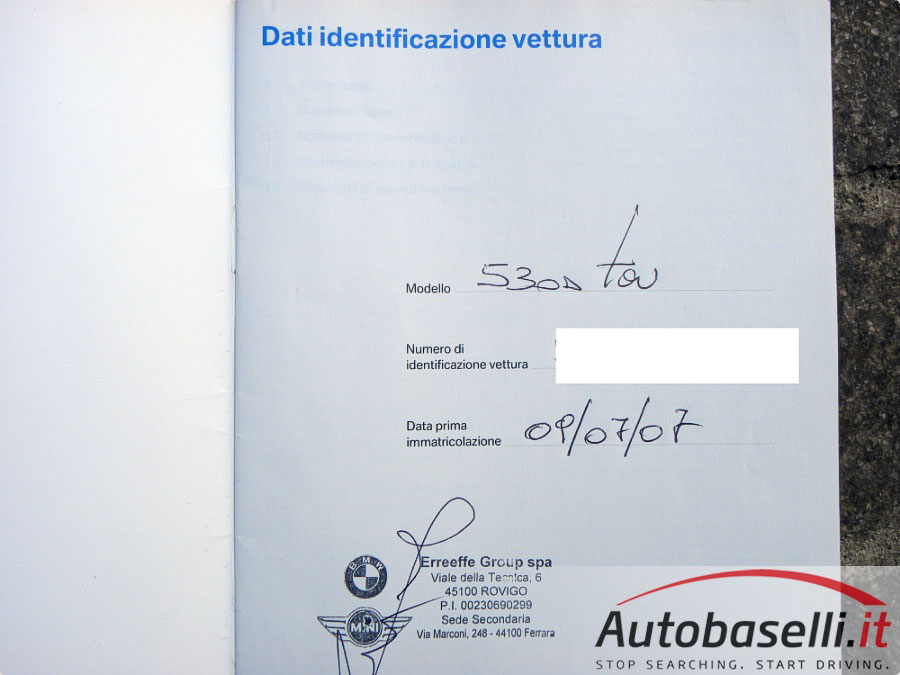 Dati identificazione vettura
Modello 530D Tou
Numero di
identificazione vettura
Data prima
immatricolazione 09/07/07
BMW
MINI
Erreeffe Group spa
Viale della Tecnica, 6
45100 ROVIGO
P.I. 00230690299
Sede Secondaria
Via Marconi, 248 - 44100 Ferrara
Autobaselli.it
STOP SEARCHING. START DRIVING.